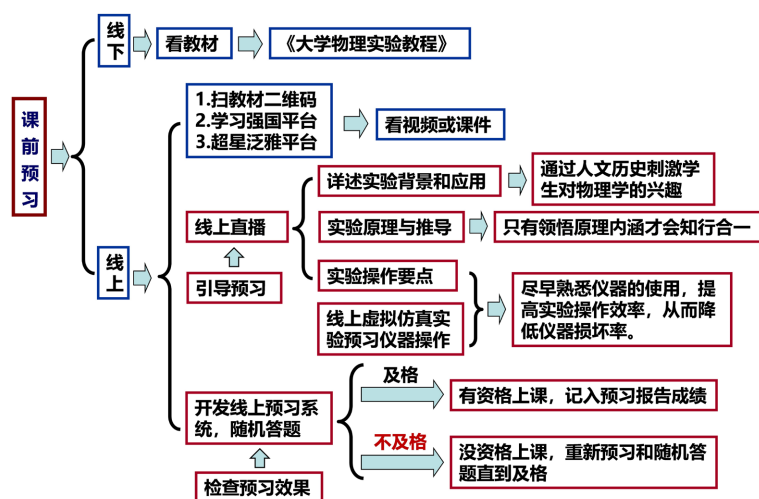 课前预习
线下
看教材
《大学物理实验教程》
线上
1.扫教材二维码
2.学习强国平台
3.超星泛雅平台
看视频或课件
线上直播
引导预习
详述实验背景和应用
通过人文历史刺激学
生对物理学的兴趣
实验原理与推导
只有领悟原理内涵才会知行合一
实验操作要点
线上虚拟仿真实
验预习仪器操作
尽早熟悉仪器的使用，提
高实验操作效率，从而降
低仪器损坏率。
开发线上预习系
统，随机答题
检查预习效果
及格
有资格上课，记入预习报告成绩
不及格
没资格上课，重新预习和随机答
题直到及格